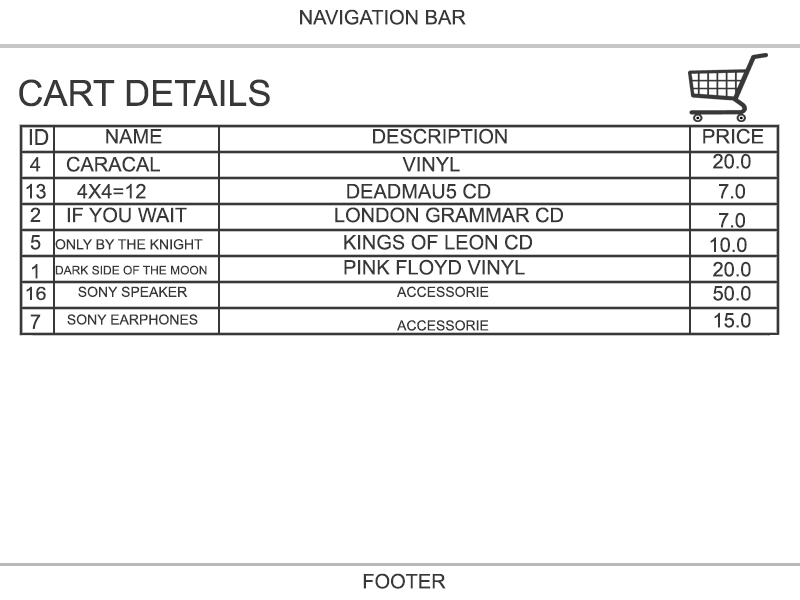 NAVIGATION BAR
CART DETAILS
ID NAME DESCRIPTION PRICE
4 CARACAL VINYL 20.0
13 4X4=12 DEADMAU5 CD 7.0
2 IF YOU WAIT LONDON GRAMMAR CD 7.0
5 ONLY BY THE KNIGHT KINGS OF LEON CD 10.0
1 DARK SIDE OF THE MOON PINK FLOYD VINYL 20.0
16 SONY SPEAKER ACCESSORIE 50.0
7 SONY EARPHONES ACCESSORIE 15.0
FOOTER